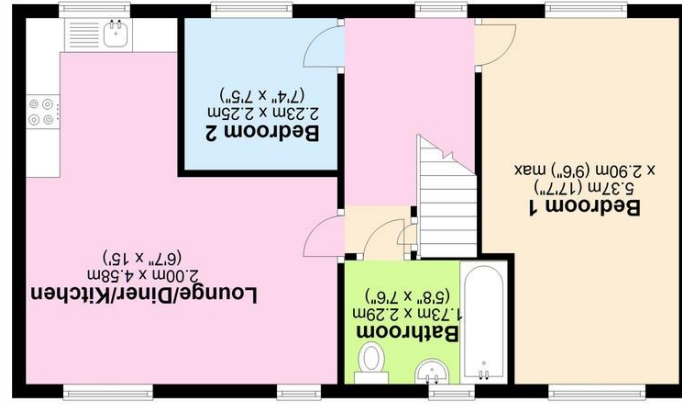 Bathroom
1.73m x 2.29m
(5'8" x 7'6")
Lounge/Diner/Kitchen
2.00m x 4.58m
(6'7" x 15')
Bedroom 1
5.37m (17'7")
x 2.90m (9'6") max
Bedroom 2
2.23m x 2.25m
(7'4" x 7'5")